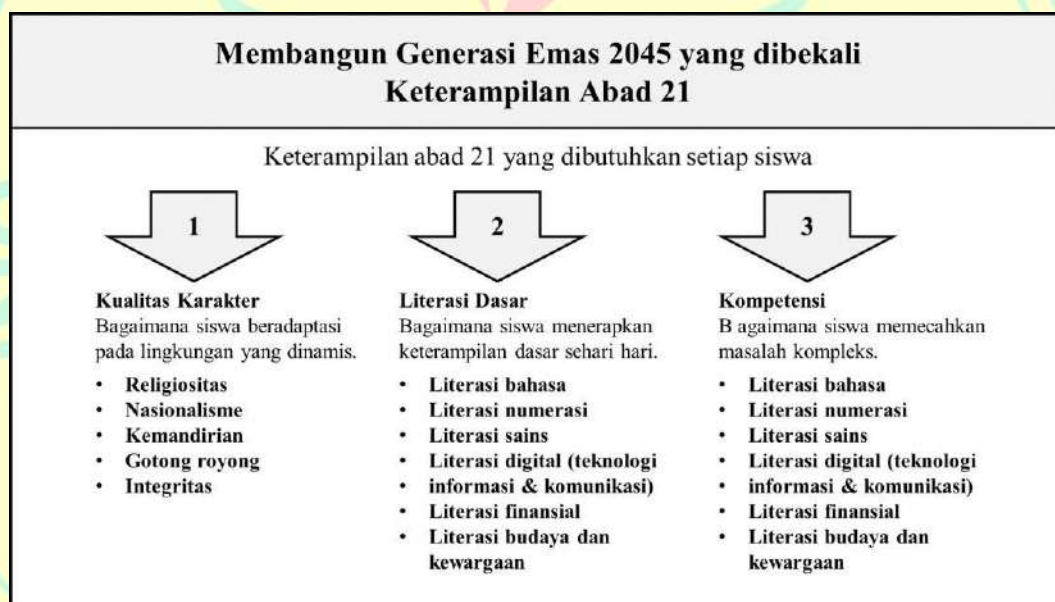 Membangun Generasi Emas 2045 yang dibekali
Keterampilan Abad 21
Keterampilan abad 21 yang dibutuhkan setiap siswa
1
Kualitas Karakter
Bagaimana siswa beradaptasi
pada lingkungan yang dinamis.
• Religiositas
• Nasionalisme
• Kemandirian
• Gotong royong
• Integritas
2
Literasi Dasar
Bagaimana siswa menerapkan
keterampilan dasar sehari hari.
• Literasi bahasa
• Literasi numerasi
• Literasi sains
• Literasi digital (teknologi
• informasi & komunikasi)
• Literasi finansial
• Literasi budaya dan
kewargaan
3
Kompetensi
B agaimana siswa memecahkan
masalah kompleks.
• Literasi bahasa
• Literasi numerasi
• Literasi sains
• Literasi digital (teknologi
• informasi & komunikasi)
• Literasi finansial
• Literasi budaya dan
kewargaan